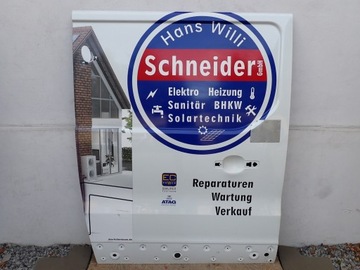 Hans Willi
Schneider GmbH
Elektro Heizung
Sanitär BHKW
Solartechnik
Reparaturen
Wartung
Verkauf
ATAG